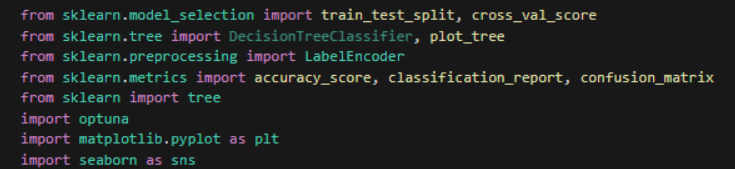 from sklearn.model_selection import train_test_split, cross_val_score
from sklearn.tree import DecisionTreeClassifier, plot_tree
from sklearn.preprocessing import LabelEncoder
from sklearn.metrics import accuracy_score, classification_report, confusion_matrix
from sklearn import tree
import optuna
import matplotlib.pyplot as plt
import seaborn as sns